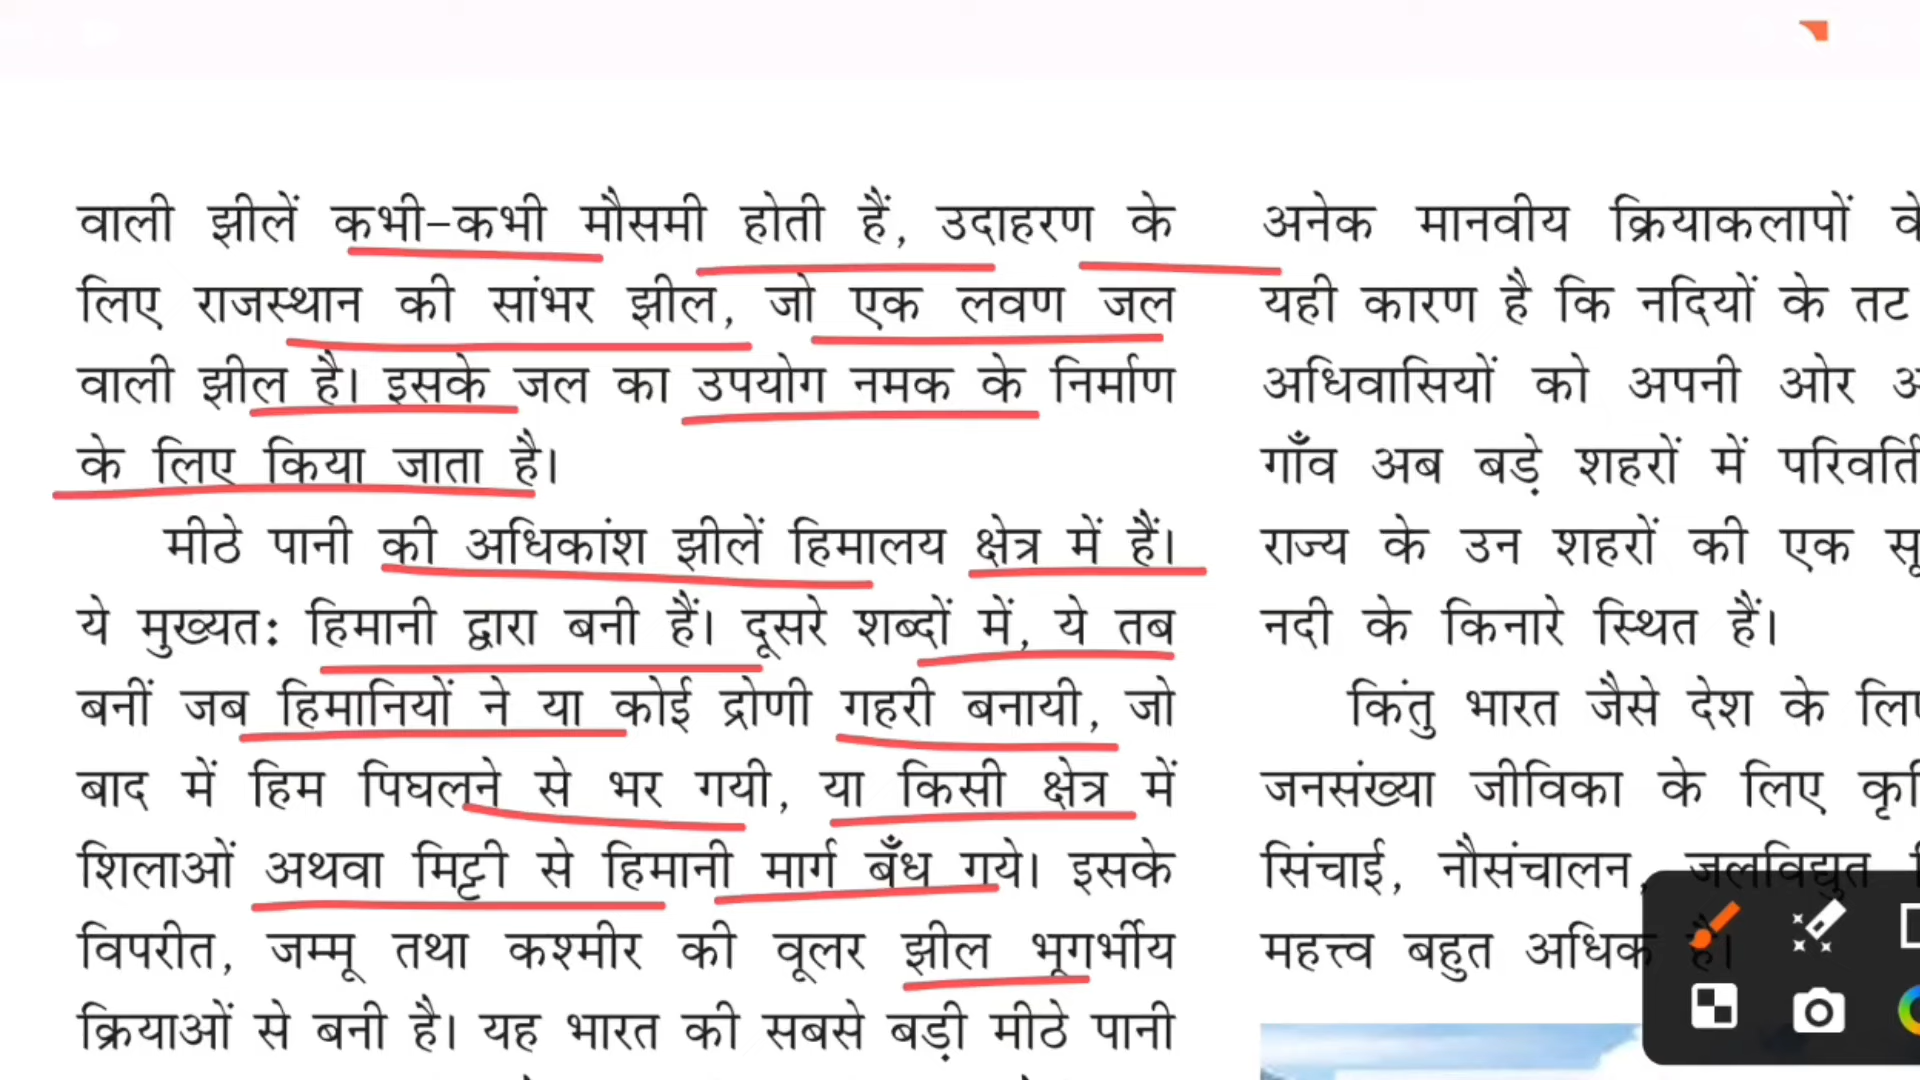 वाली झीलें कभी-कभी मौसमी होती हैं, उदाहरण के
लिए राजस्थान की सांभर झील, जो एक लवण जल
वाली झील है। इसके जल का उपयोग नमक के निर्माण
के लिए किया जाता है।
मीठे पानी की अधिकांश झीलें हिमालय क्षेत्र में हैं।
ये मुख्यतः हिमानी द्वारा बनी हैं। दूसरे शब्दों में, ये तब
बनीं जब हिमानियों ने या कोई द्रोणी गहरी बनायी, जो
बाद में हिम पिघलने से भर गयी, या किसी क्षेत्र में
शिलाओं अथवा मिट्टी से हिमानी मार्ग बँध गये। इसके
विपरीत, जम्मू तथा कश्मीर की वूलर झील भूगर्भीय
क्रियाओं से बनी है। यह भारत की सबसे बड़ी मीठे पानी
अनेक मानवीय क्रियाकलापों
यही कारण है कि नदियों के तट
अधिवासियों को अपनी ओर
गाँव अब बड़े शहरों में
राज्य के उन शहरों की एक
नदी के किनारे स्थित हैं।
किंतु भारत जैसे देश के
जनसंख्या जीविका के लिए
सिंचाई, नौसंचालन, जलविद्युत
महत्त्व बहुत अधिक है।